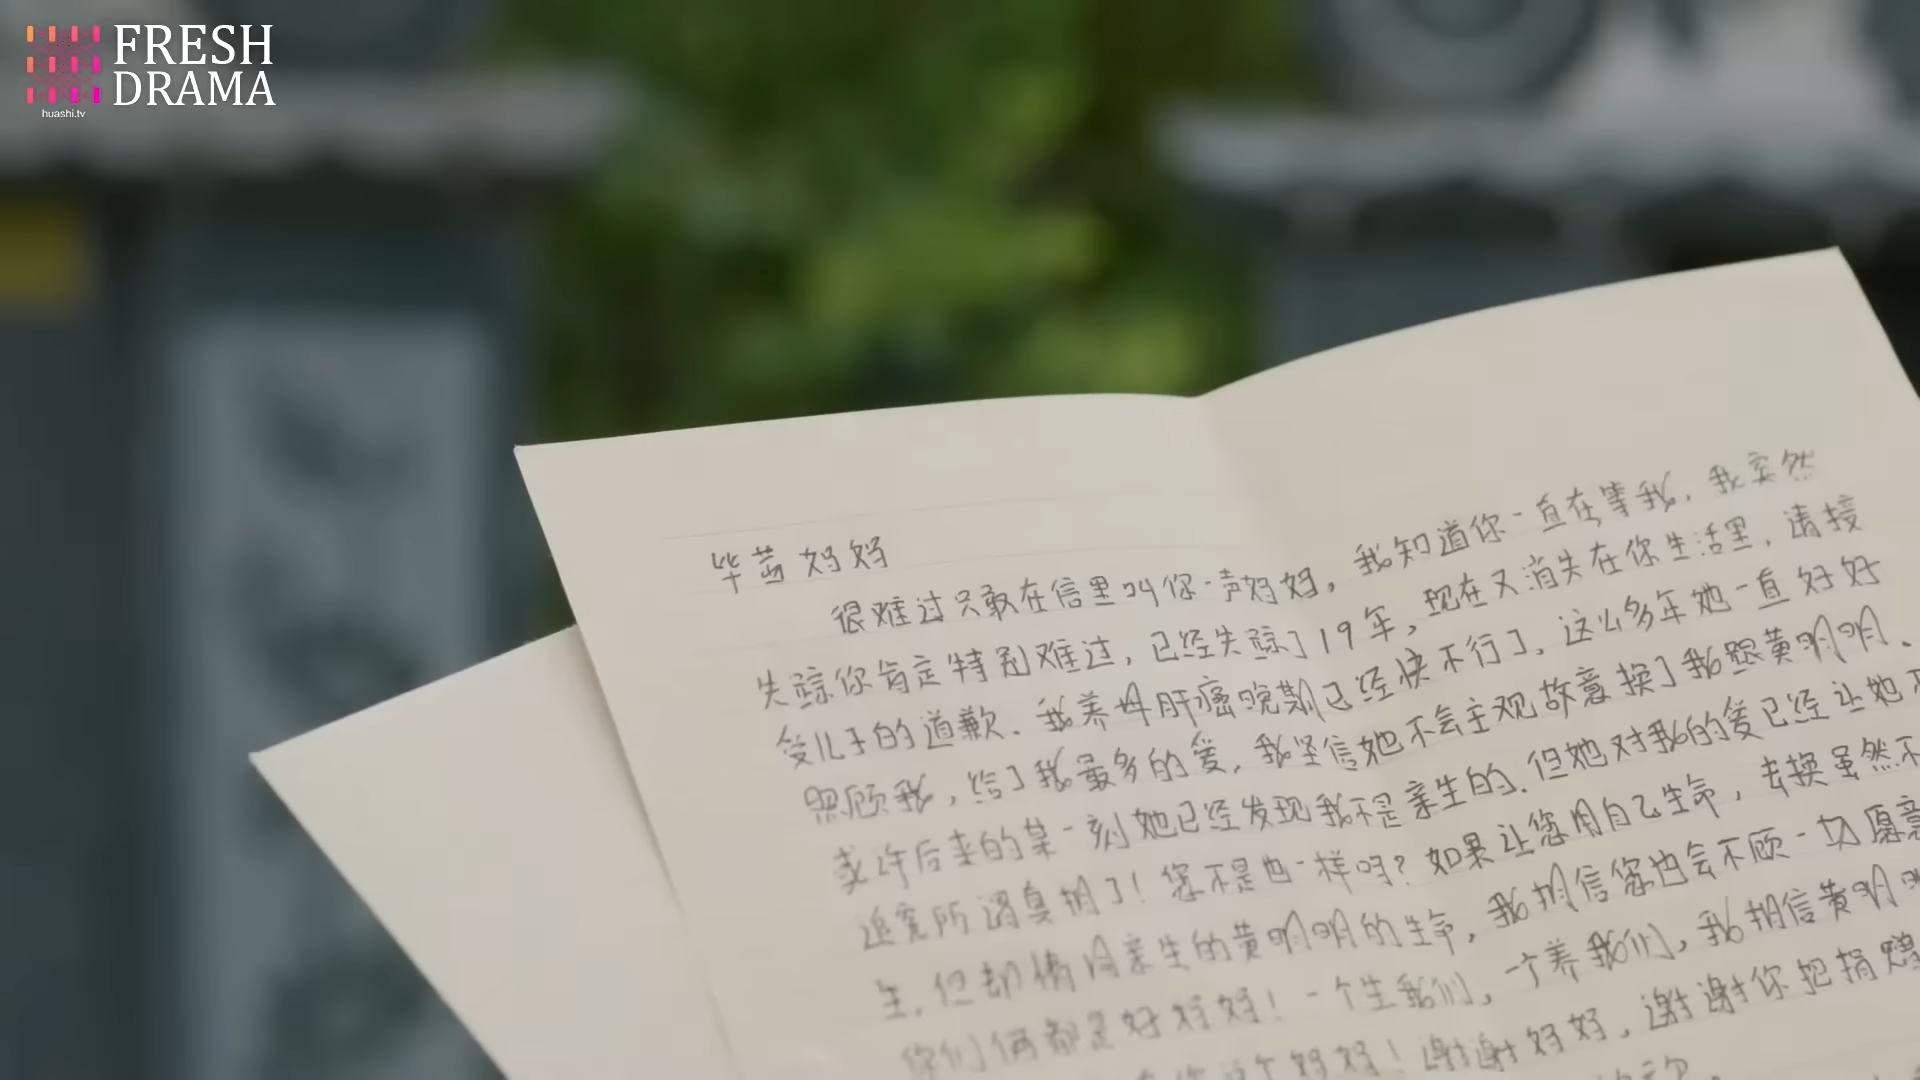 FRESH
DRAMA
huashi.tv
毕茜妈妈
很难过只敢在信里叫你一声妈妈。我知道你一直在等我，我突然
失踪你肯定特别难过，已经失踪了19年，现在又消失在你生活里，请接
受儿子的道歉。我养母肝癌晚期已经快不行了，这么多年她一直好好
照顾我，给了我最多的爱，我坚信她不会主观故意换了我跟黄明明。
或许后来的某一刻她已经发现我不是亲生的。但她对我的爱已经让她
追究所谓真相了！您不是也一样吗？如果让您用自己生命，去换虽然不
生，但却情同亲生的黄明明的生命，我相信您也会不顾一切愿意
你们俩都是好妈妈！一个生我们，一个养我们，我相信黄明明
妈妈！谢谢妈妈，谢谢你把捐赠